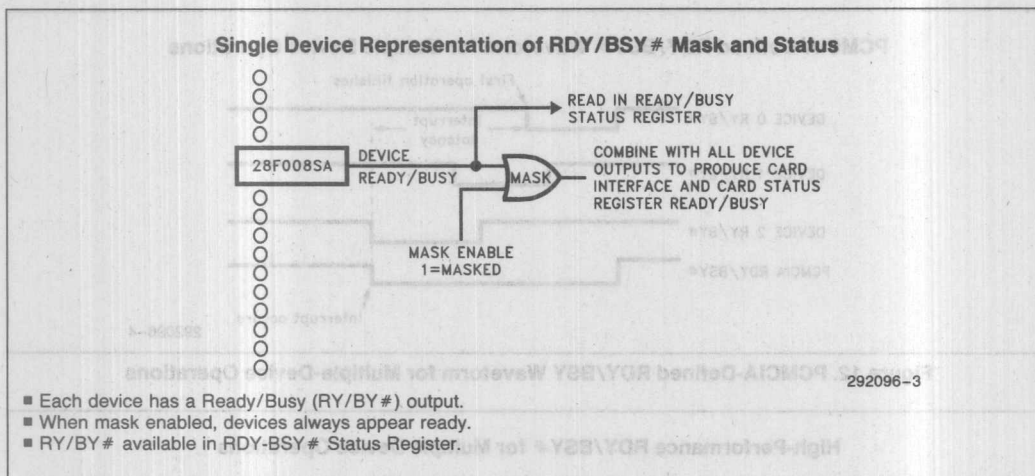 Single Device Representation of RDY/BSY# Mask and Status
READ IN READY/BUSY
STATUS REGISTER
28F008SA
DEVICE
READY/BUSY
MASK
COMBINE WITH ALL DEVICE
OUTPUTS TO PRODUCE CARD
INTERFACE AND CARD STATUS
REGISTER READY/BUSY
MASK ENABLE
1=MASKED
292096-3
■ Each device has a Ready/Busy (RY/BY#) output.
■ When mask enabled, devices always appear ready.
■ RY/BY# available in RDY-BSY# Status Register.